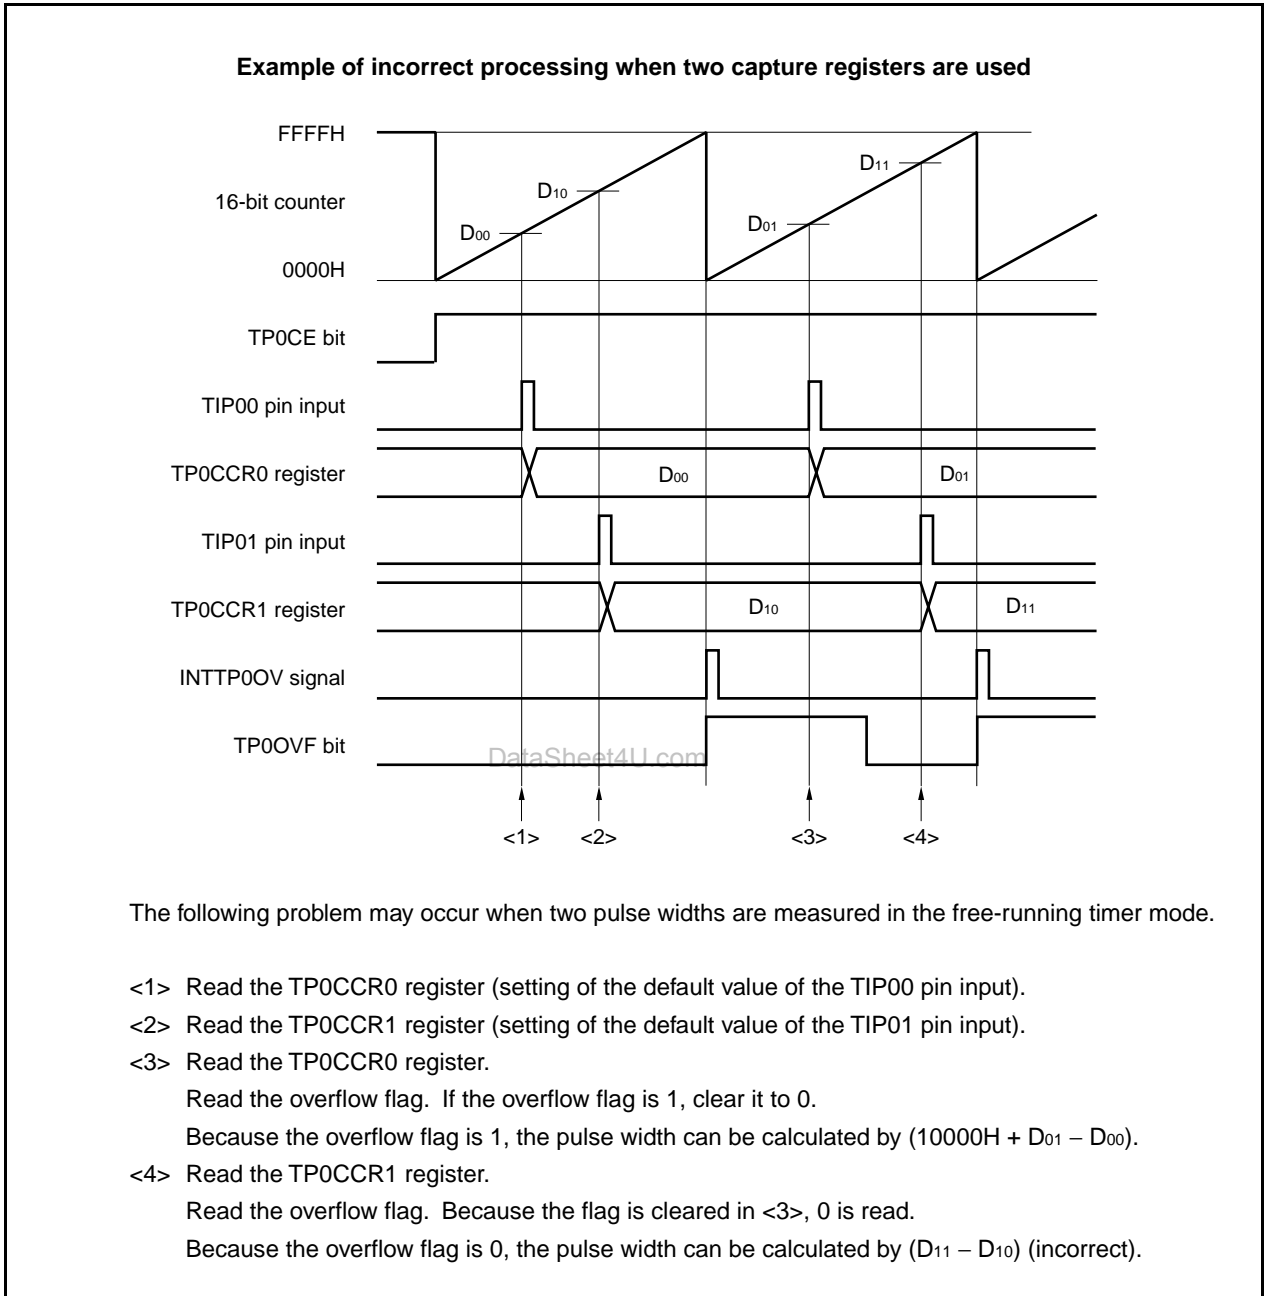 Example of incorrect processing when two capture registers are used
FFFFH
D11
D10
16-bit counter
D01
D00
0000H
TP0CE bit
TIP00 pin input
TP0CCR0 register
D00
D01
TIP01 pin input
TP0CCR1 register
D10
D11
INTTP0OV signal
TP0OVF bit
DataSheet4U.com
<1> <2> <3> <4>
The following problem may occur when two pulse widths are measured in the free-running timer mode.
<1> Read the TP0CCR0 register (setting of the default value of the TIP00 pin input).
<2> Read the TP0CCR1 register (setting of the default value of the TIP01 pin input).
<3> Read the TP0CCR0 register.
Read the overflow flag. If the overflow flag is 1, clear it to 0.
Because the overflow flag is 1, the pulse width can be calculated by (10000H + D01 − D00).
<4> Read the TP0CCR1 register.
Read the overflow flag. Because the flag is cleared in <3>, 0 is read.
Because the overflow flag is 0, the pulse width can be calculated by (D11 − D10) (incorrect).